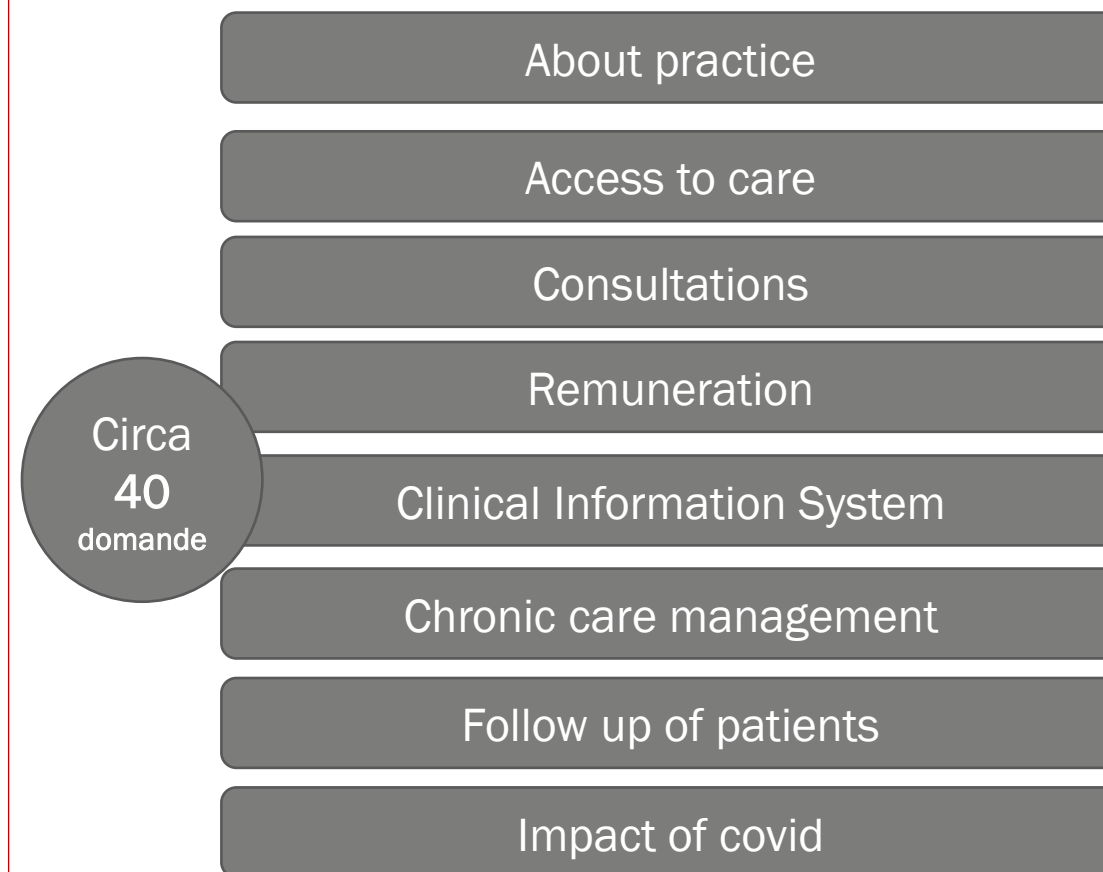 About practice
Access to care
Consultations
Remuneration
Circa
40
domande
Clinical Information System
Chronic care management
Follow up of patients
Impact of covid